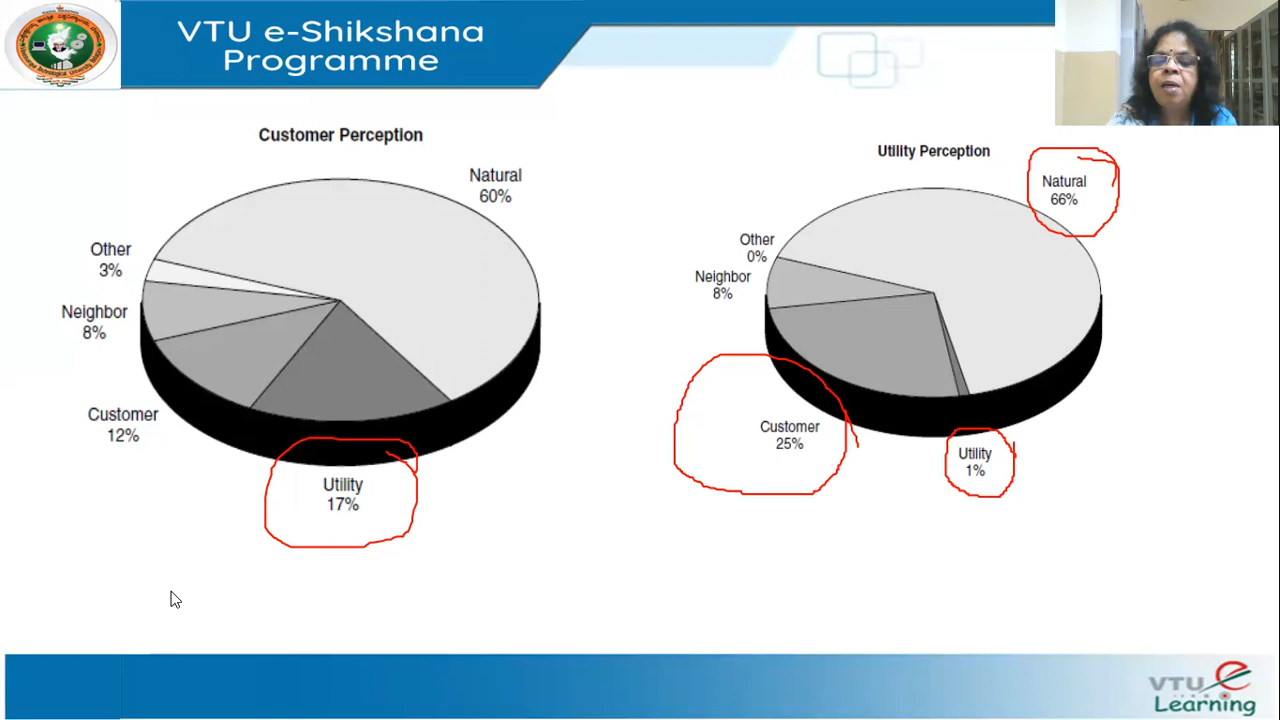 VTU e-Shikshana
Programme
Customer Perception
Natural
60%
Other
3%
Neighbor
8%
Customer
12%
Utility
17%
Utility Perception
Natural
66%
Other
0%
Neighbor
8%
Customer
25%
Utility
1%
VTU e
Learning